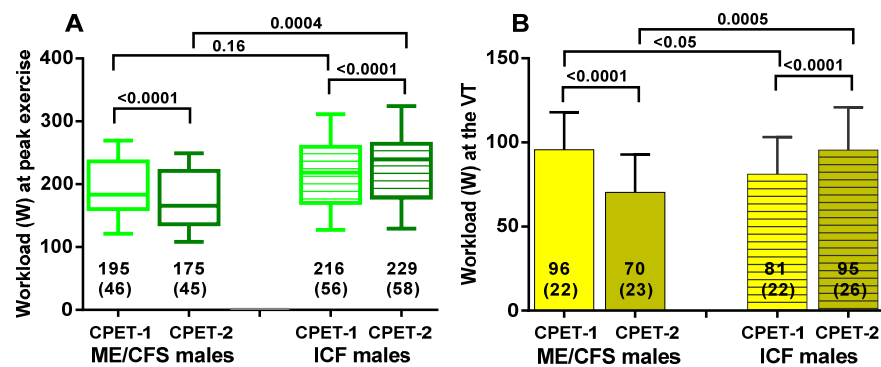 A
0.0004
0.16
<0.0001
<0.0001
Workload (W) at peak exercise
400
300
200
100
0
195
(46)
175
(45)
216
(56)
229
(58)
CPET-1
CPET-2
CPET-1
CPET-2
ME/CFS males
ICF males
B
0.0005
<0.05
<0.0001
<0.0001
Workload (W) at the VT
150
100
50
0
96
(22)
70
(23)
81
(22)
95
(26)
CPET-1
CPET-2
CPET-1
CPET-2
ME/CFS males
ICF males